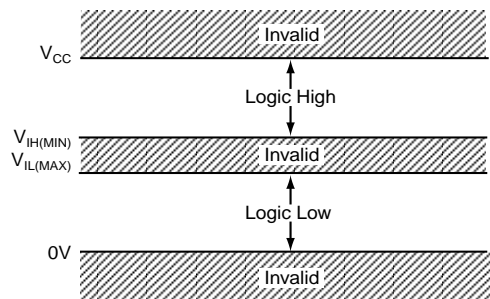 Invalid
VCC
Logic High
VIH(MIN)
Invalid
VIL(MAX)
Logic Low
0V
Invalid